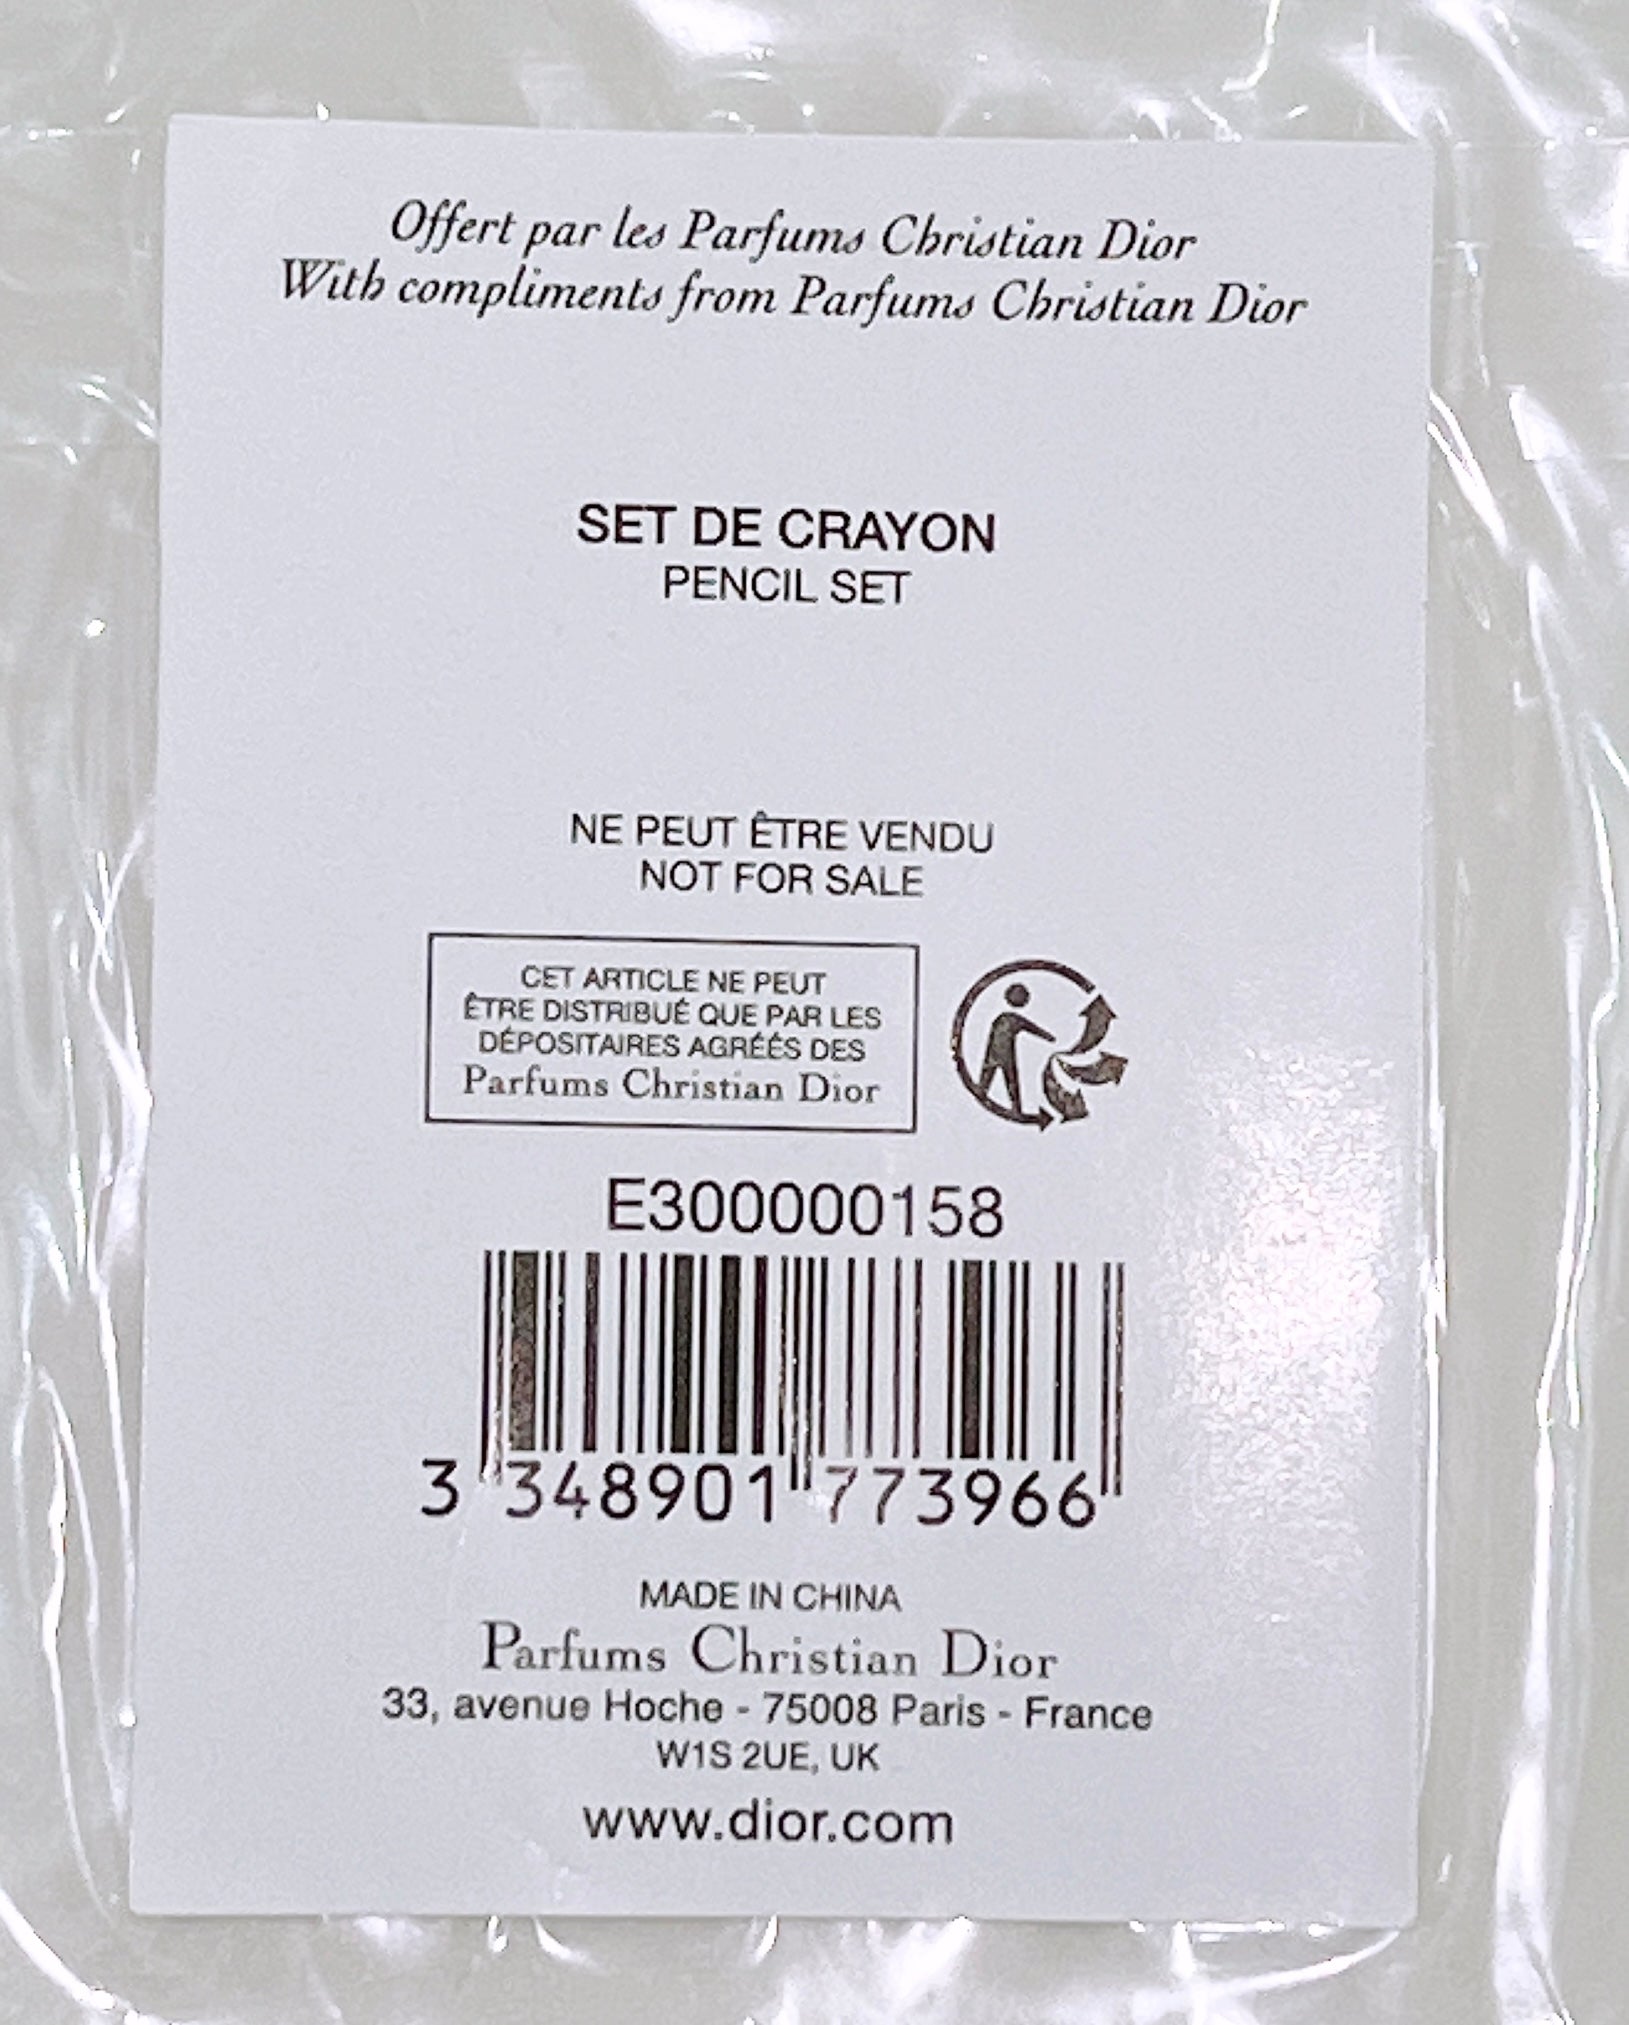 Offert par les Parfums Christian Dior
With compliments from Parfums Christian Dior
SET DE CRAYON
PENCIL SET
NE PEUT ÊTRE VENDU
NOT FOR SALE
CET ARTICLE NE PEUT
ÊTRE DISTRIBUÉ QUE PAR LES
DÉPOSITAIRES AGRÉÉS DES
Parfums Christian Dior
E300000158
3 348901 773966
MADE IN CHINA
Parfums Christian Dior
33, avenue Hoche - 75008 Paris - France
W1S 2UE, UK
www.dior.com